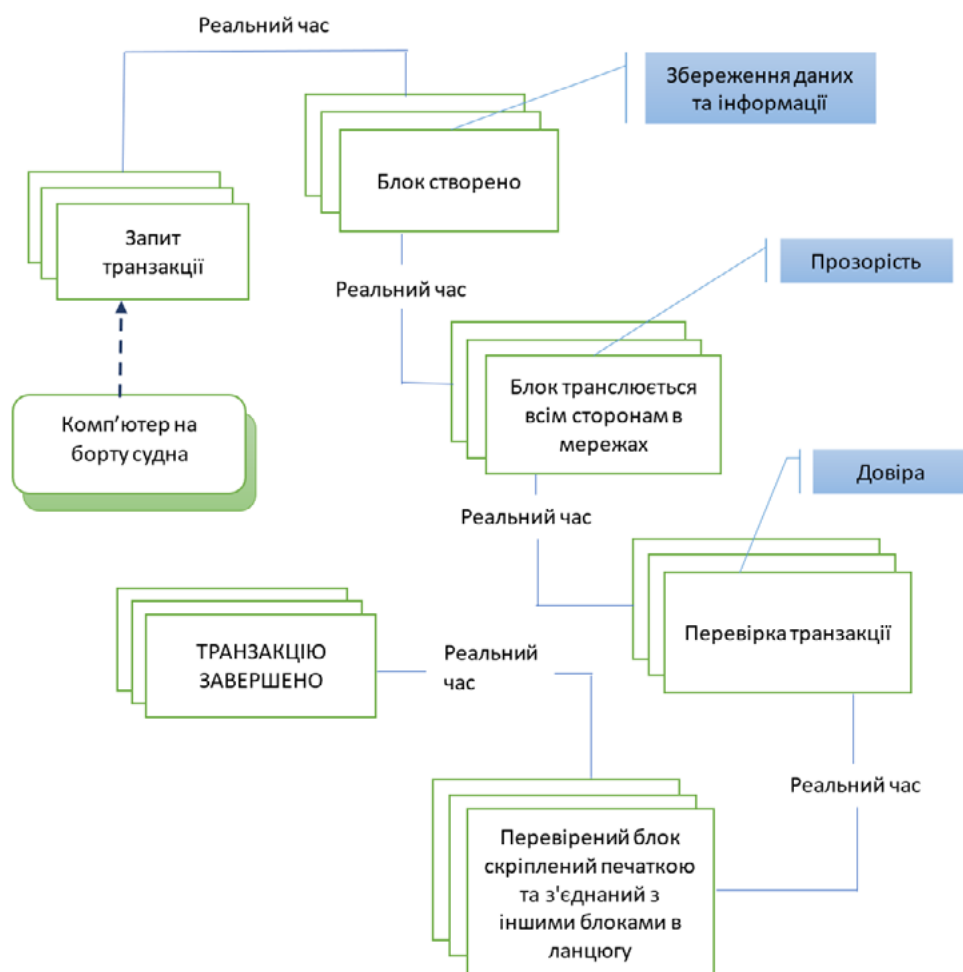 Реальний час
Збереження даних
та інформації
Блок створено
Запит
транзакції
Прозорість
Реальний час
Блок транслюється
всім сторонам в
мережах
Комп’ютер на
борту судна
Довіра
Реальний час
Перевірка транзакції
ТРАНЗАКЦІЮ
ЗАВЕРШЕНО
Реальний
час
Реальний час
Перевірений блок
скріплений печаткою
та з'єднаний з
іншими блоками в
ланцюгу